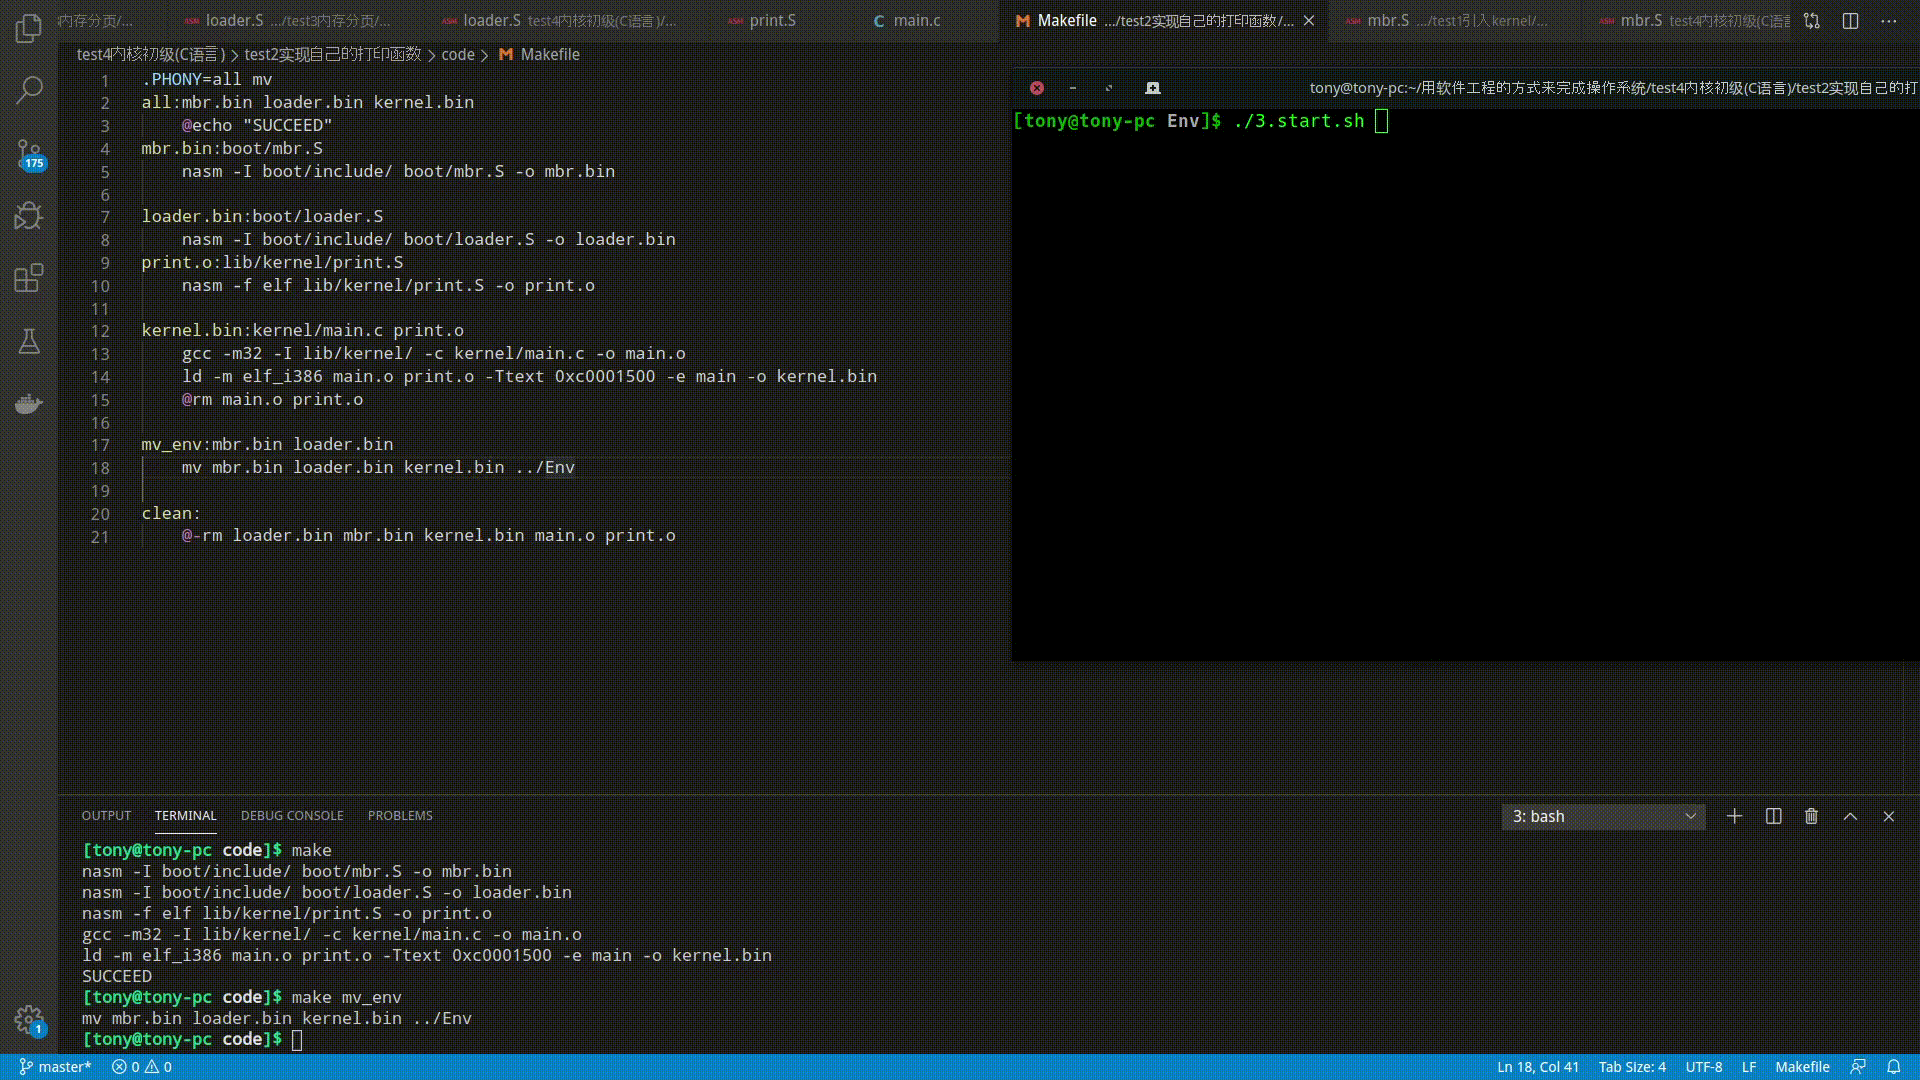 内存分页/... loader.S .../test3内存分页/... loader.S test4内核初级(C语言)/... print.S main.c Makefile .../test2实现自己的打印函数/... mbr.S .../test1引入kernel/... mbr.S test4内核初级(C语言
test4内核初级(C语言) > test2实现自己的打印函数 > code > Makefile
1 .PHONY=all mv
2 all:mbr.bin loader.bin kernel.bin
3 @echo "SUCCEED"
4 mbr.bin:boot/mbr.S
5 nasm -I boot/include/ boot/mbr.S -o mbr.bin
6
7 loader.bin:boot/loader.S
8 nasm -I boot/include/ boot/loader.S -o loader.bin
9 print.o:lib/kernel/print.S
10 nasm -f elf lib/kernel/print.S -o print.o
11
12 kernel.bin:kernel/main.c print.o
13 gcc -m32 -I lib/kernel/ -c kernel/main.c -o main.o
14 ld -m elf_i386 main.o print.o -Ttext 0xc0001500 -e main -o kernel.bin
15 @rm main.o print.o
16
17 mv_env:mbr.bin loader.bin
18 mv mbr.bin loader.bin kernel.bin ../Env
19
20 clean:
21 @-rm loader.bin mbr.bin kernel.bin main.o print.o
tony@tony-pc:~/用软件工程的方式来完成操作系统/test4内核初级(C语言)/test2实现自己的打
[tony@tony-pc Env]$ ./3.start.sh
175
OUTPUT TERMINAL DEBUG CONSOLE PROBLEMS 3: bash
[tony@tony-pc code]$ make
nasm -I boot/include/ boot/mbr.S -o mbr.bin
nasm -I boot/include/ boot/loader.S -o loader.bin
nasm -f elf lib/kernel/print.S -o print.o
gcc -m32 -I lib/kernel/ -c kernel/main.c -o main.o
ld -m elf_i386 main.o print.o -Ttext 0xc0001500 -e main -o kernel.bin
SUCCEED
[tony@tony-pc code]$ make mv_env
mv mbr.bin loader.bin kernel.bin ../Env
[tony@tony-pc code]$
1
master* 0 0 Ln 18, Col 41 Tab Size: 4 UTF-8 LF Makefile